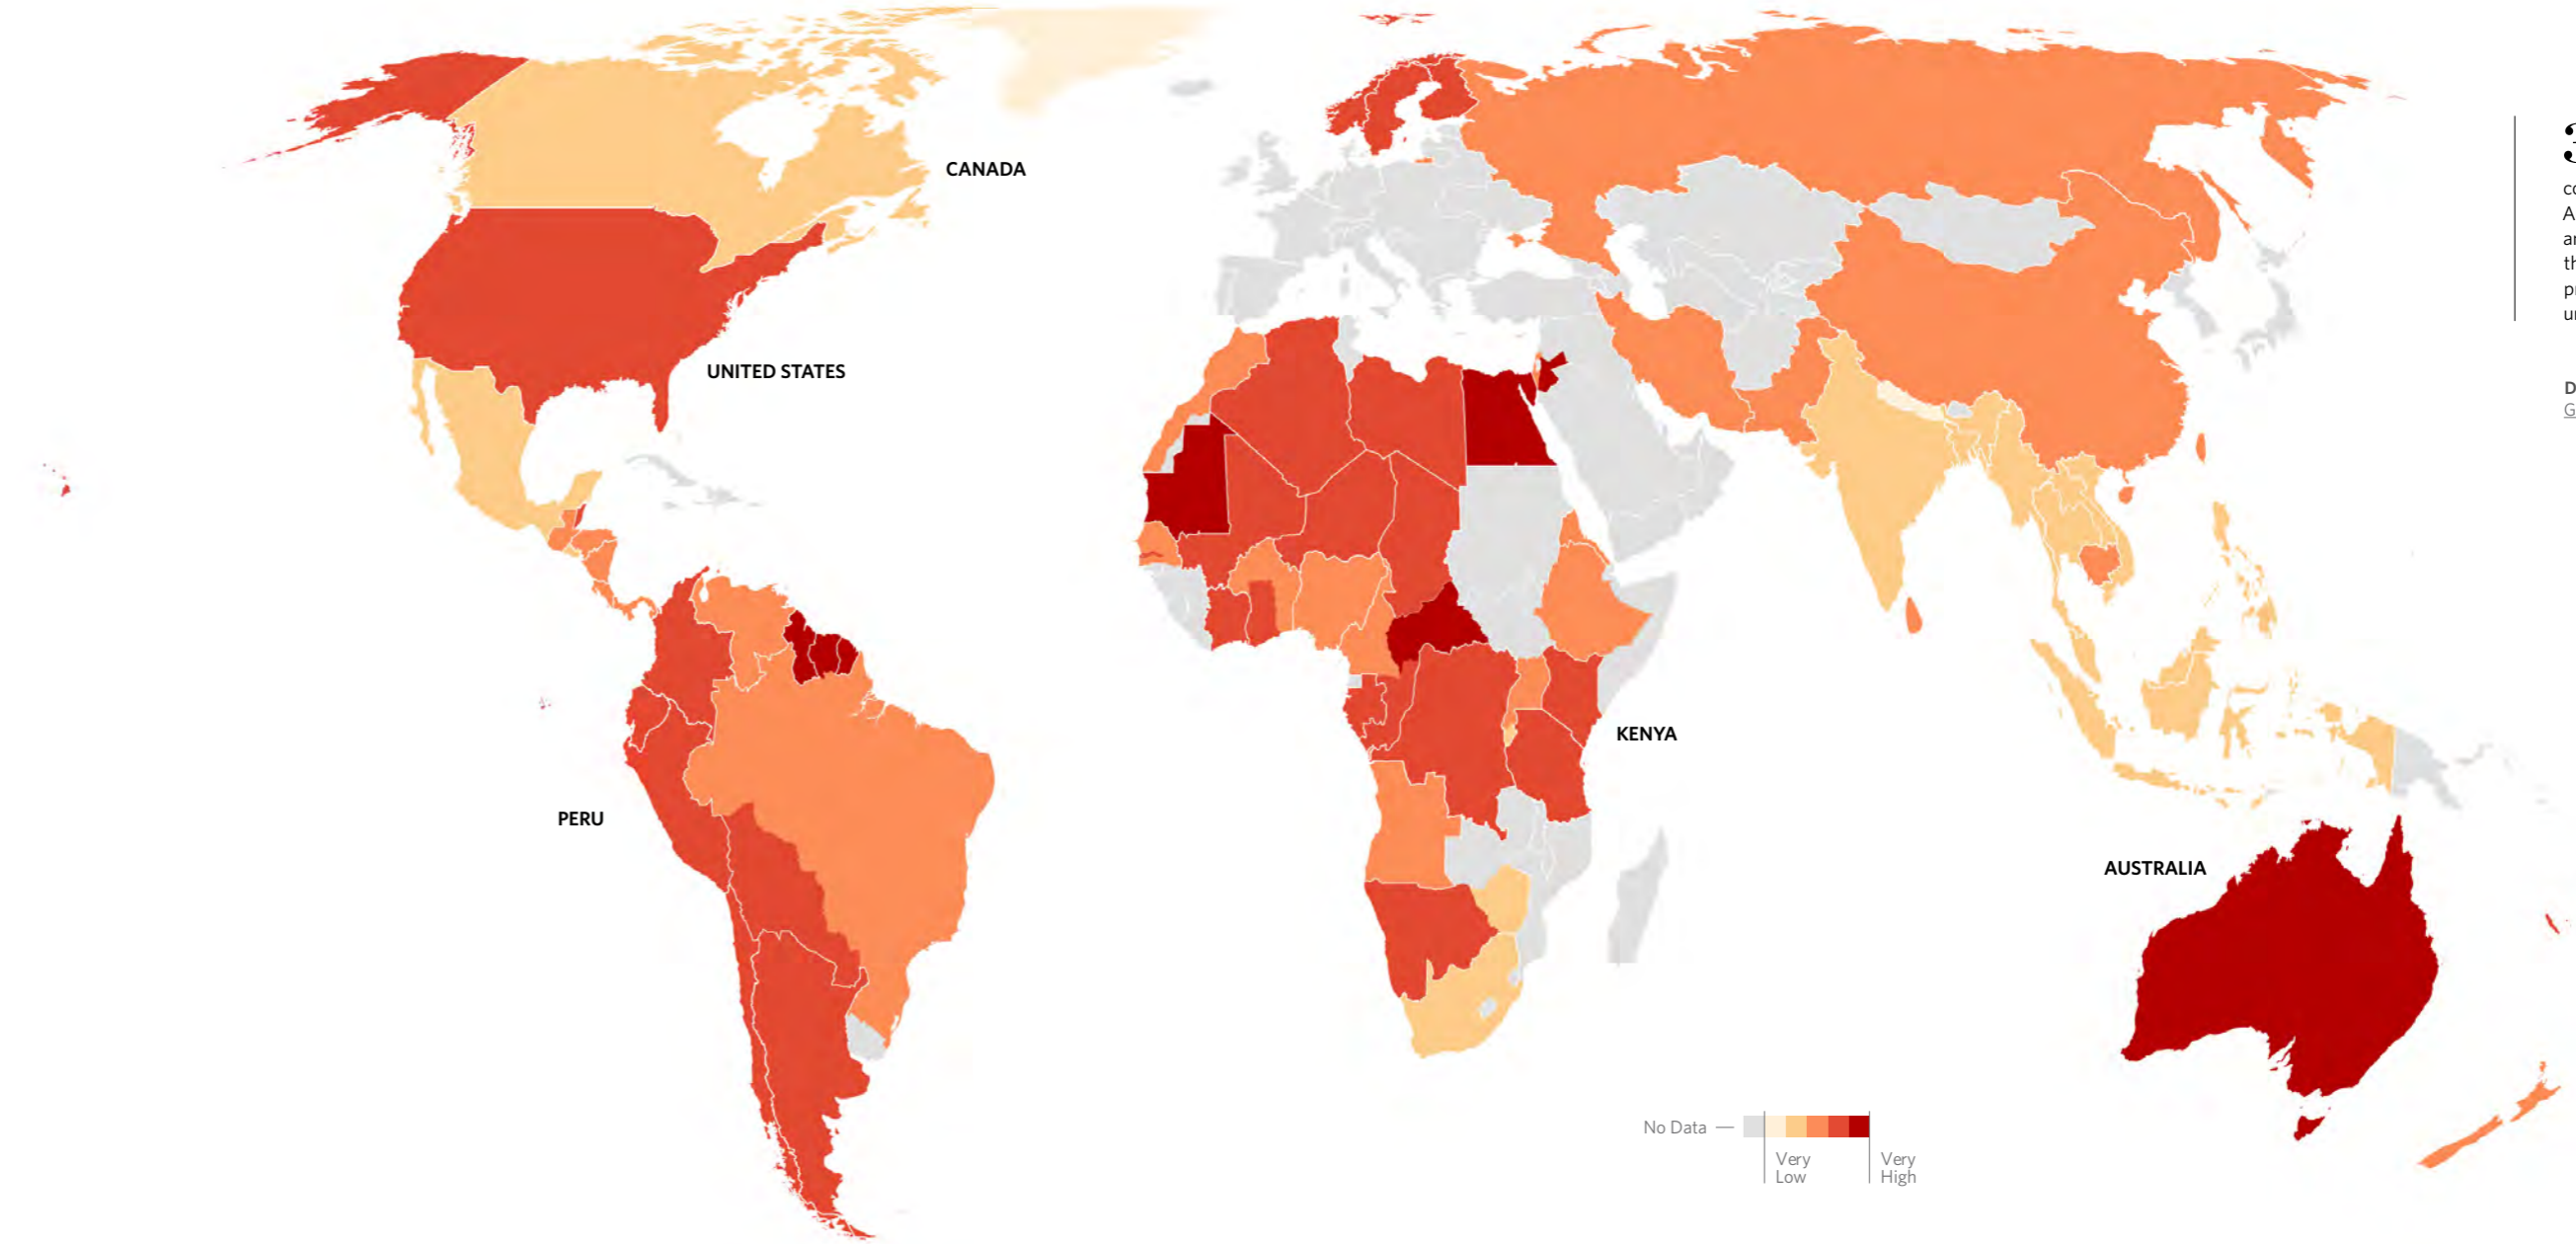 CANADA
UNITED STATES
PERU
KENYA
AUSTRALIA
No Data
Very
Low
Very
High